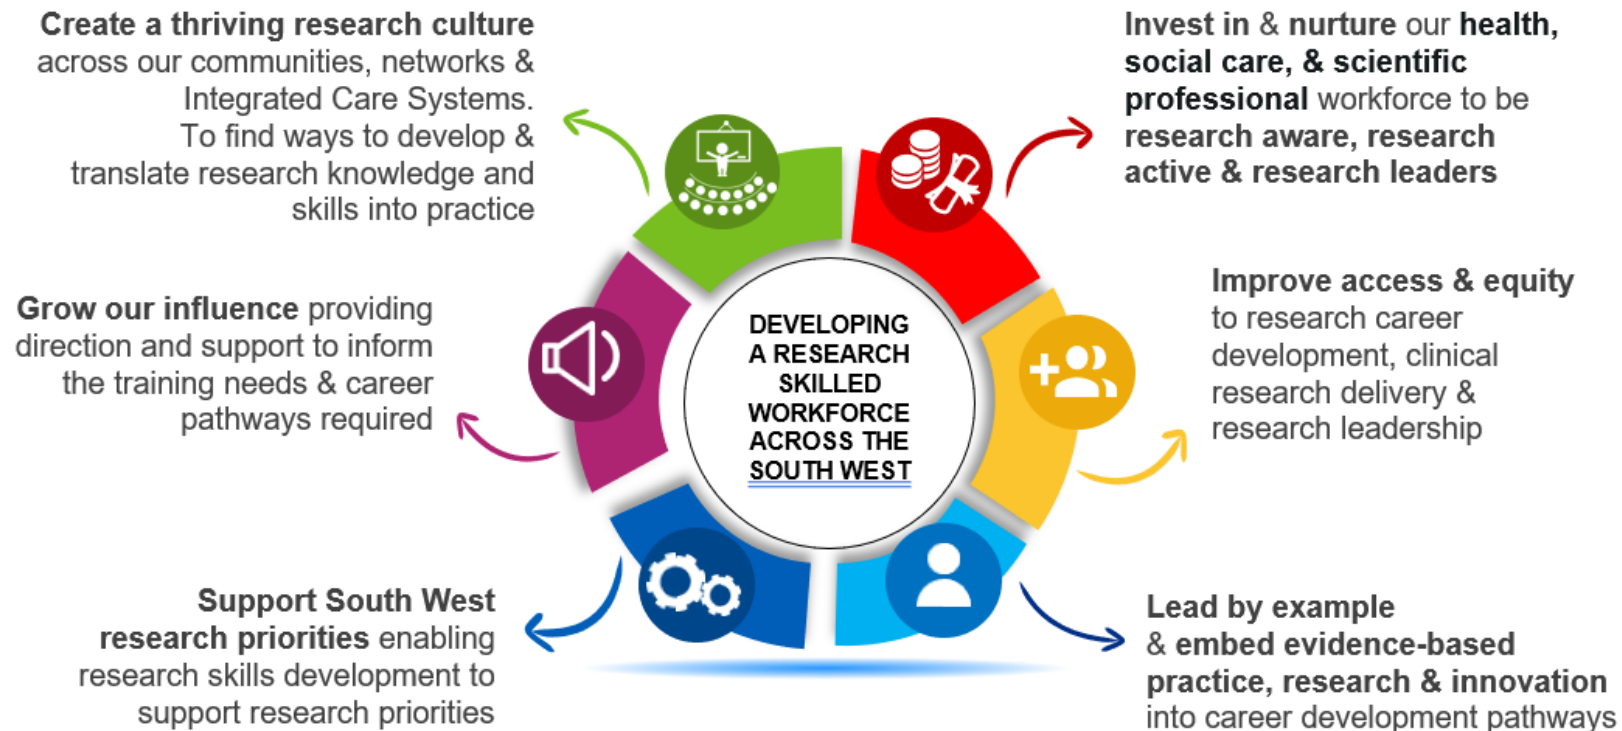 Create a thriving research culture
across our communities, networks &
Integrated Care Systems.
To find ways to develop &
translate research knowledge and
skills into practice
Invest in & nurture our health,
social care, & scientific
professional workforce to be
research aware, research
active & research leaders
Grow our influence providing
direction and support to inform
the training needs & career
pathways required
DEVELOPING
A RESEARCH
SKILLED
WORKFORCE
ACROSS THE
SOUTH WEST
Improve access & equity
to research career
development, clinical
research delivery &
research leadership
Support South West
research priorities enabling
research skills development to
support research priorities
Lead by example
& embed evidence-based
practice, research & innovation
into career development pathways